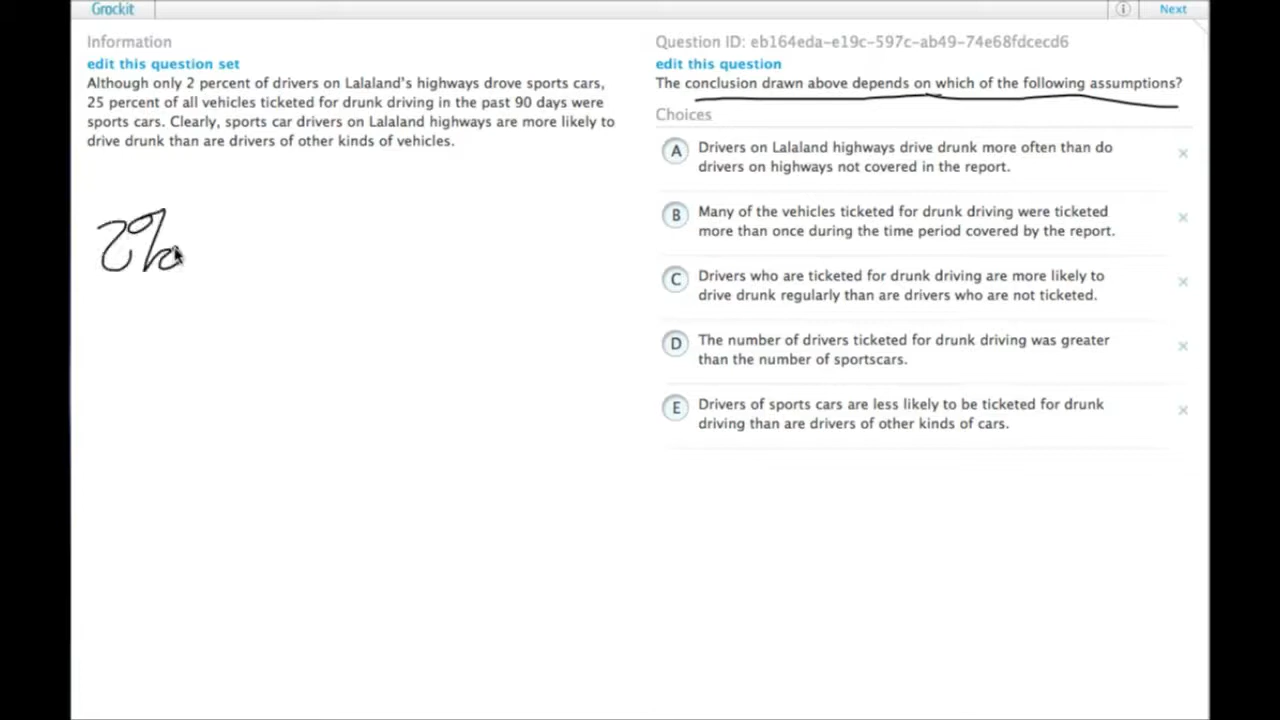 Grockit
Next
Information
edit this question set
Although only 2 percent of drivers on Lalaland's highways drove sports cars,
25 percent of all vehicles ticketed for drunk driving in the past 90 days were
sports cars. Clearly, sports car drivers on Lalaland highways are more likely to
drive drunk than are drivers of other kinds of vehicles.
2%
Question ID: eb164eda-e19c-597c-ab49-74e68fdcecd6
edit this question
The conclusion drawn above depends on which of the following assumptions?
Choices
A Drivers on Lalaland highways drive drunk more often than do
drivers on highways not covered in the report.
B Many of the vehicles ticketed for drunk driving were ticketed
more than once during the time period covered by the report.
C Drivers who are ticketed for drunk driving are more likely to
drive drunk regularly than are drivers who are not ticketed.
D The number of drivers ticketed for drunk driving was greater
than the number of sportscars.
E Drivers of sports cars are less likely to be ticketed for drunk
driving than are drivers of other kinds of cars.